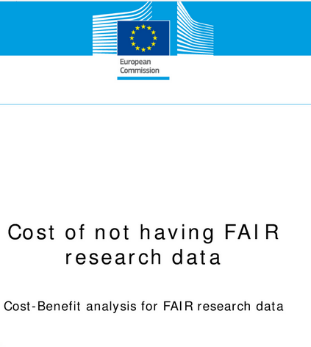 European
Commission
Cost of not having FAIR
research data
Cost-Benefit analysis for FAIR research data